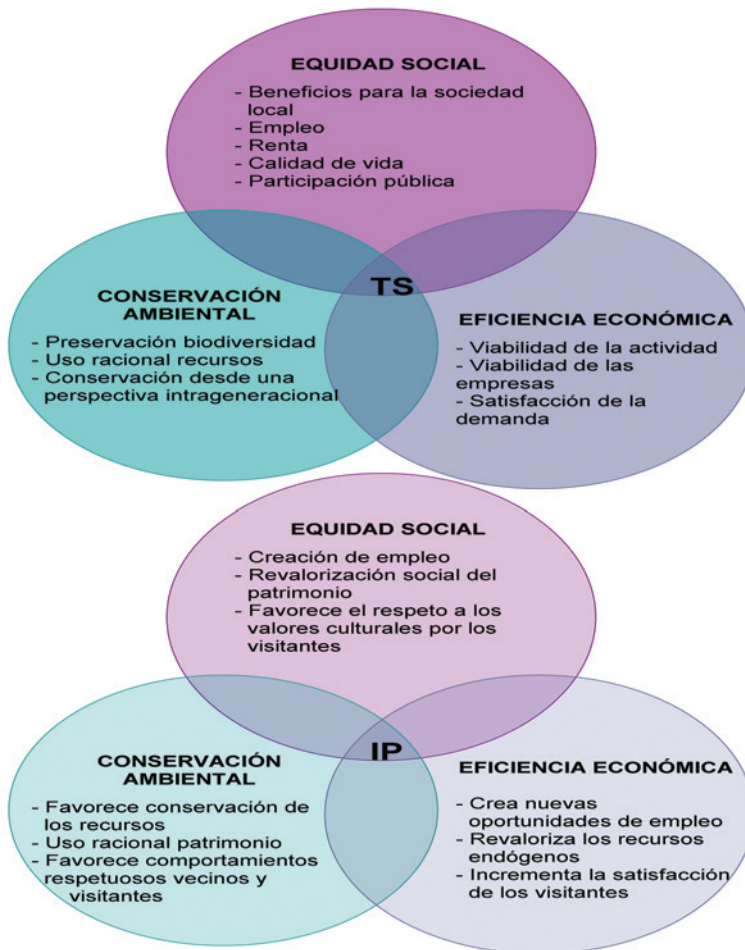 EQUIDAD SOCIAL
- Beneficios para la sociedad
local
- Empleo
- Renta
- Calidad de vida
- Participación pública
TS
CONSERVACIÓN
AMBIENTAL
- Preservación biodiversidad
- Uso racional recursos
- Conservación desde una
perspectiva intrageneracional
EFICIENCIA ECONÓMICA
- Viabilidad de la actividad
- Viabilidad de las
empresas
- Satisfacción de la
demanda
EQUIDAD SOCIAL
- Creación de empleo
- Revalorización social del
patrimonio
- Favorece el respeto a los
valores culturales por los
visitantes
IP
CONSERVACIÓN
AMBIENTAL
- Favorece conservación de
los recursos
- Uso racional patrimonio
- Favorece comportamientos
respetuosos vecinos y
visitantes
EFICIENCIA ECONÓMICA
- Crea nuevas
oportunidades de empleo
- Revaloriza los recursos
endógenos
- Incrementa la satisfacción
de los visitantes